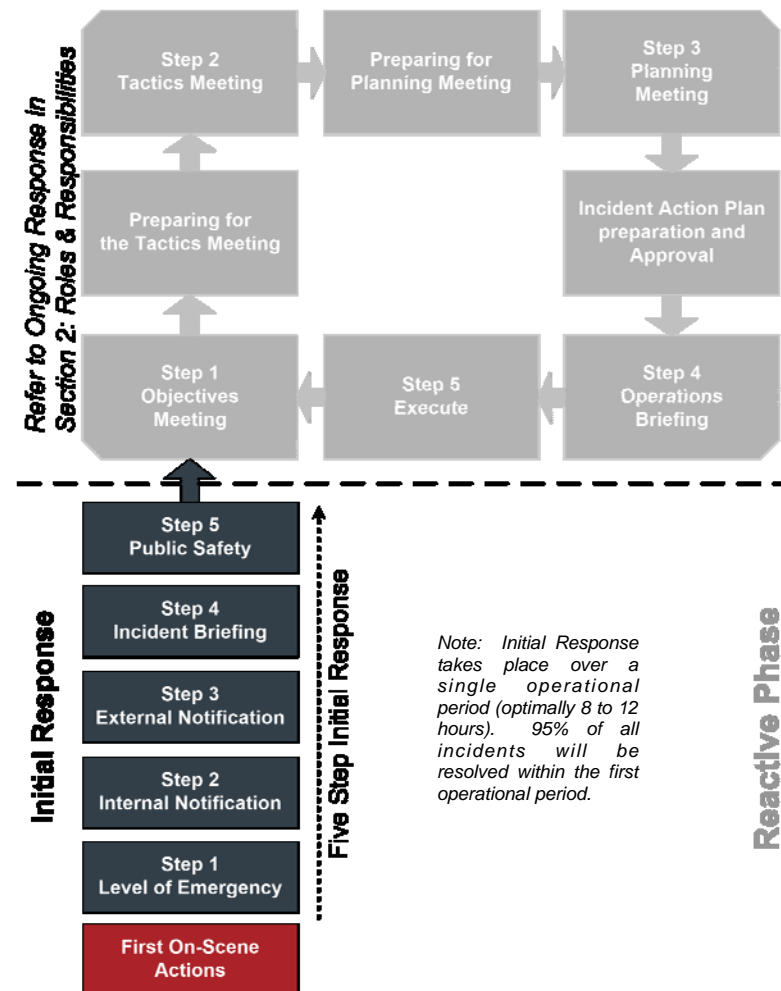 Refer to Ongoing Response in
Section 2: Roles & Responsibilities
Step 2
Tactics Meeting
Preparing for
Planning Meeting
Step 3
Planning
Meeting
Preparing for
the Tactics Meeting
Incident Action Plan
preparation and
Approval
Step 1
Objectives
Meeting
Step 5
Execute
Step 4
Operations
Briefing
Initial Response
Step 5
Public Safety
Step 4
Incident Briefing
Step 3
External Notification
Step 2
Internal Notification
Step 1
Level of Emergency
First On-Scene
Actions
Five Step Initial Response
Note: Initial Response
takes place over a
single operational
period (optimally 8 to 12
hours). 95% of all
incidents will be
resolved within the first
operational period.
Reactive Phase